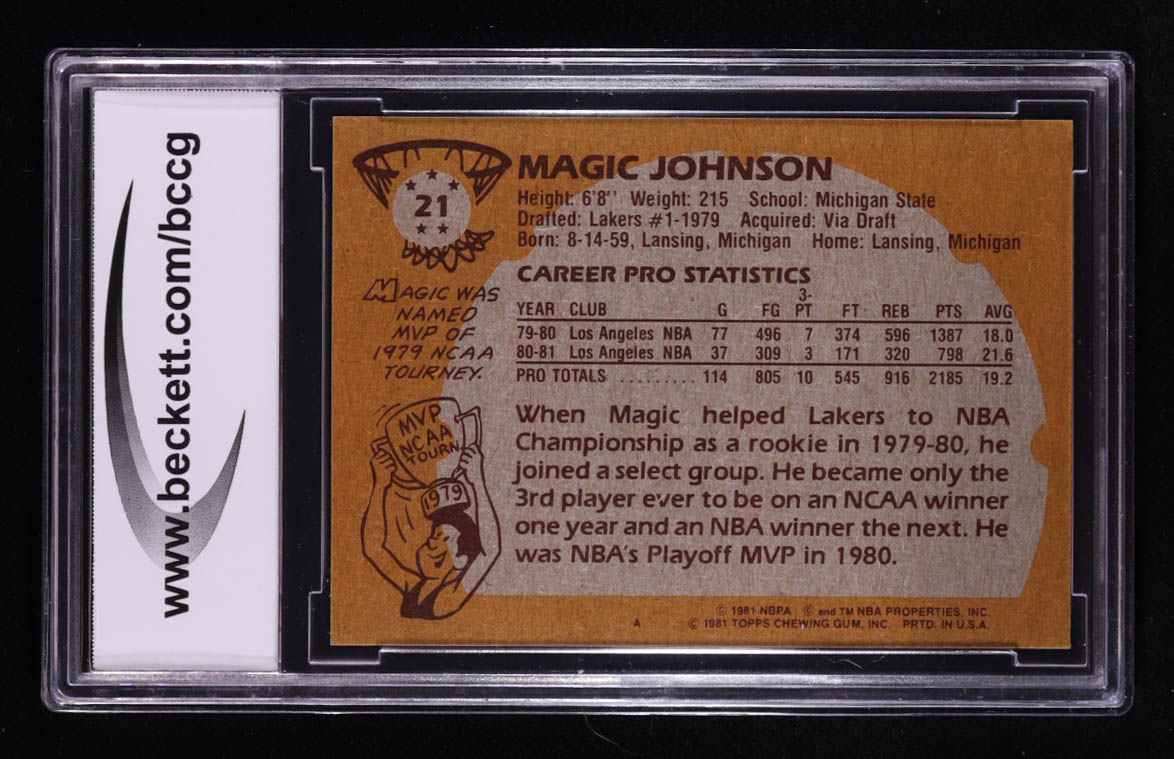 www.beckett.com/bccg
21
MAGIC JOHNSON
Height: 6'8" Weight: 215 School: Michigan State
Drafted: Lakers #1-1979 Acquired: Via Draft
Born: 8-14-59, Lansing, Michigan Home: Lansing, Michigan
MAGIC WAS
NAMED
MVP OF
1979 NCAA
TOURNEY.
MVP
NCAA
TOURN.
1979
CAREER PRO STATISTICS
YEAR CLUB G FG 3-PT FT REB PTS AVG
79-80 Los Angeles NBA 77 496 7 374 596 1387 18.0
80-81 Los Angeles NBA 37 309 3 171 320 798 21.6
PRO TOTALS ......... 114 805 10 545 916 2185 19.2
When Magic helped Lakers to NBA
Championship as a rookie in 1979-80, he
joined a select group. He became only the
3rd player ever to be on an NCAA winner
one year and an NBA winner the next. He
was NBA's Playoff MVP in 1980.
© 1981 NBPA © and TM NBA PROPERTIES, INC.
A © 1981 TOPPS CHEWING GUM, INC. PRTD. IN U.S.A.